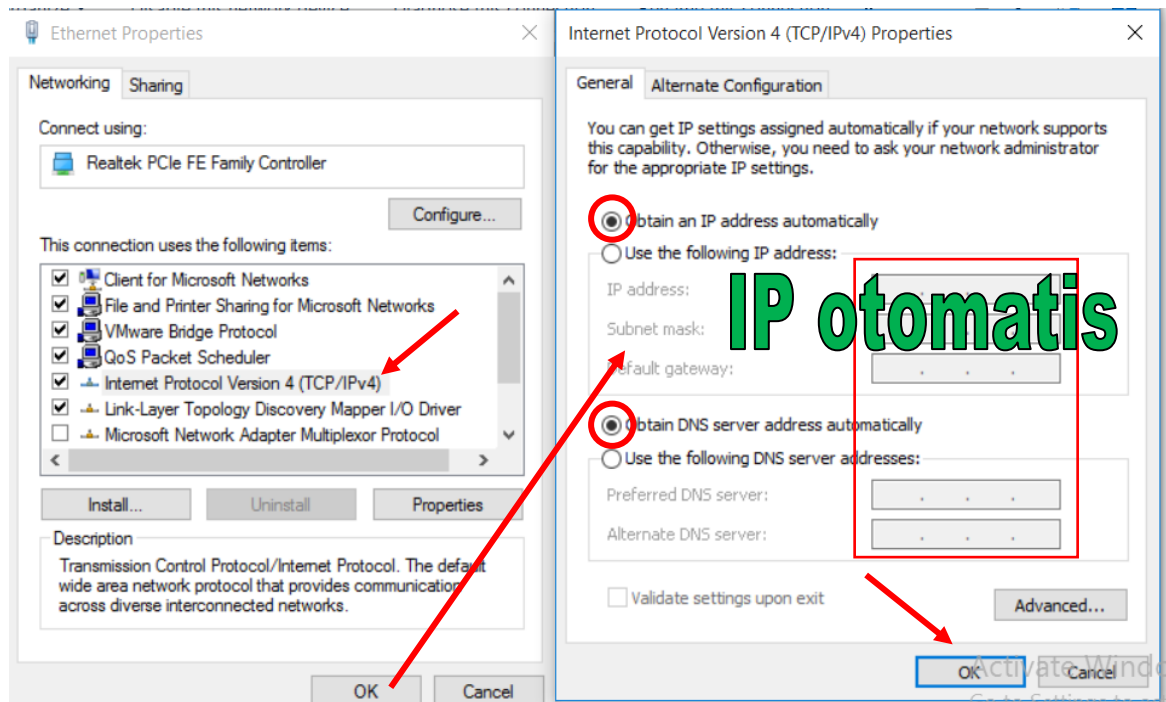 Ethernet Properties
Networking
Sharing
Connect using:
Realtek PCIe FE Family Controller
Configure...
This connection uses the following items:
Client for Microsoft Networks
File and Printer Sharing for Microsoft Networks
VMware Bridge Protocol
QoS Packet Scheduler
Internet Protocol Version 4 (TCP/IPv4)
Link-Layer Topology Discovery Mapper I/O Driver
Microsoft Network Adapter Multiplexor Protocol
Install...
Uninstall
Properties
Description
Transmission Control Protocol/Internet Protocol. The default
wide area network protocol that provides communication
across diverse interconnected networks.
OK
Cancel
Internet Protocol Version 4 (TCP/IPv4) Properties
General
Alternate Configuration
You can get IP settings assigned automatically if your network supports
this capability. Otherwise, you need to ask your network administrator
for the appropriate IP settings.
Obtain an IP address automatically
Use the following IP address:
IP address:
IP otomatis
Subnet mask:
Default gateway:
Obtain DNS server address automatically
Use the following DNS server addresses:
Preferred DNS server:
Alternate DNS server:
Validate settings upon exit
Advanced...
OK
Cancel
Activate Windo